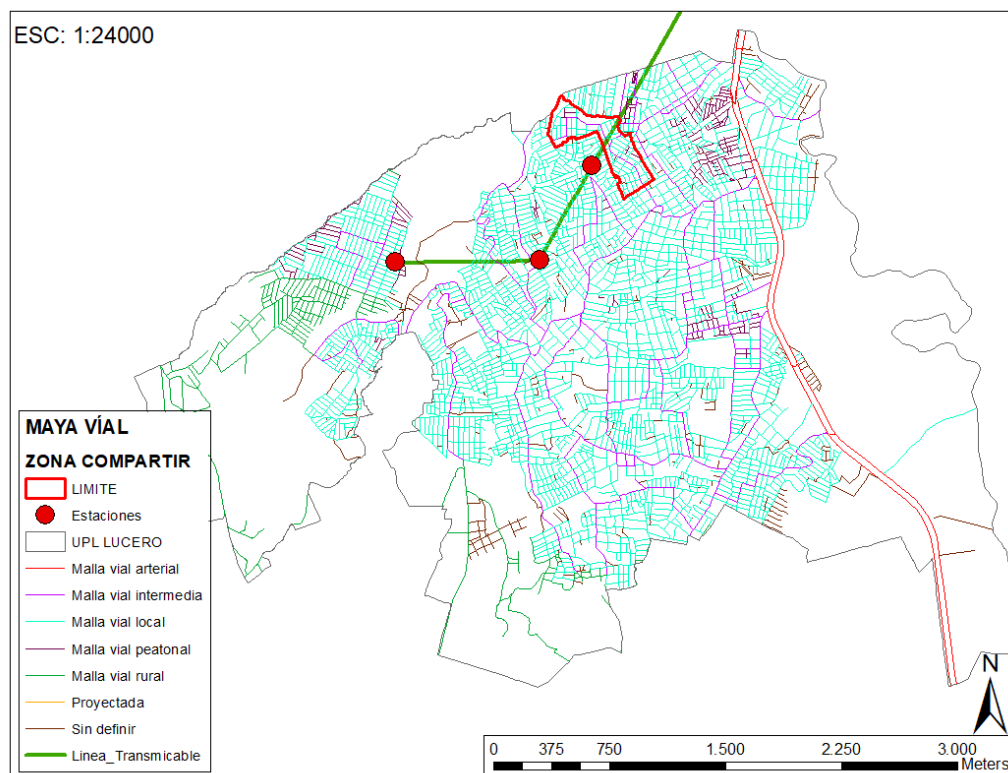 ESC: 1:24000
MAYA VÍAL
ZONA COMPARTIR
LIMITE
Estaciones
UPL LUCERO
Malla vial arterial
Malla vial intermedia
Malla vial local
Malla vial peatonal
Malla vial rural
Proyectada
Sin definir
Linea_Transmicable
N
0 375 750 1.500 2.250 3.000
Meters